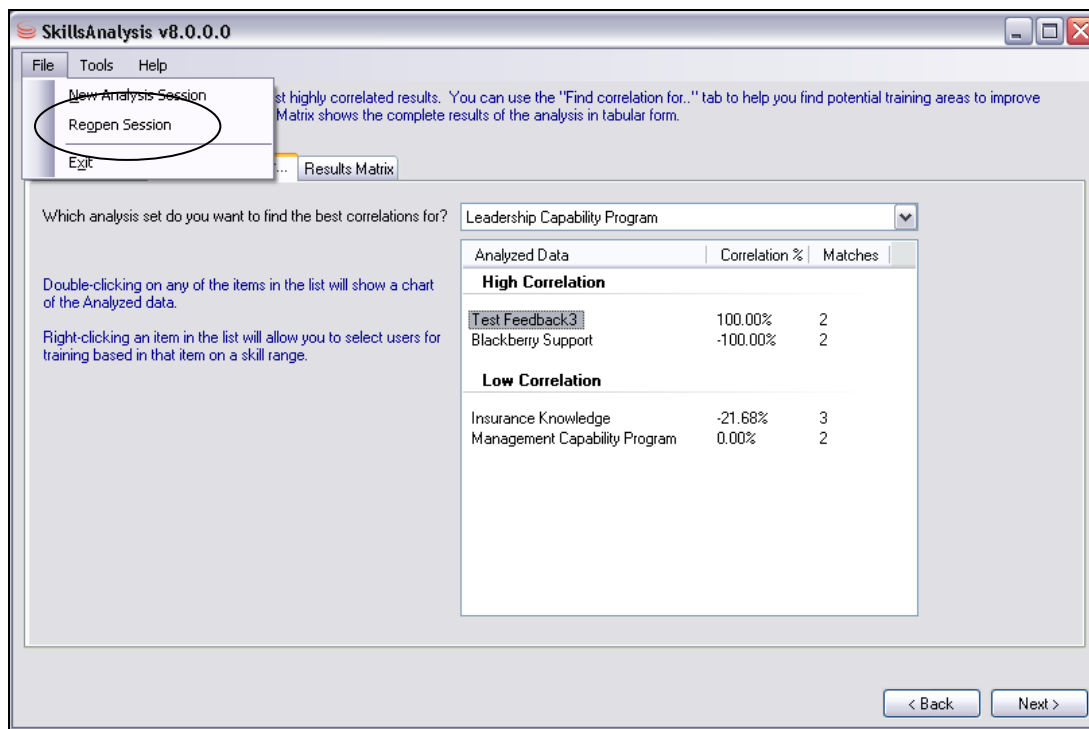 SkillsAnalysis v8.0.0.0
File Tools Help
New Analysis Session
Reopen Session
Exit
st highly correlated results. You can use the "Find correlation for.." tab to help you find potential training areas to improve
Matrix shows the complete results of the analysis in tabular form.
... Results Matrix
Which analysis set do you want to find the best correlations for? Leadership Capability Program
Double-clicking on any of the items in the list will show a chart
of the Analyzed data.
Right-clicking an item in the list will allow you to select users for
training based in that item on a skill range.
Analyzed Data Correlation % Matches
High Correlation
Test Feedback3 100.00% 2
Blackberry Support -100.00% 2
Low Correlation
Insurance Knowledge -21.68% 3
Management Capability Program 0.00% 2
< Back Next >